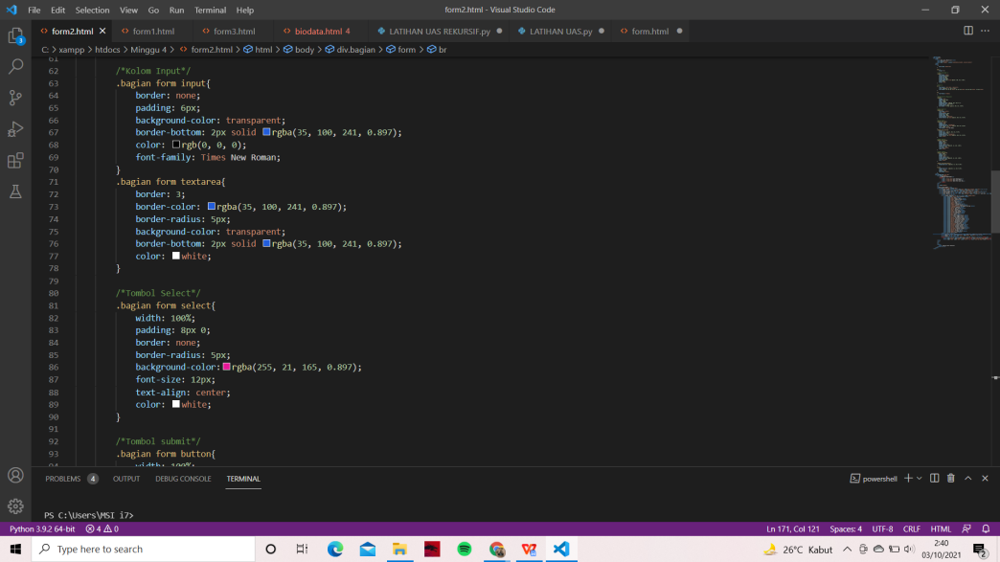 File Edit Selection View Go Run Terminal Help
form2.html - Visual Studio Code
form2.html form1.html form3.html biodata.html 4 LATIHAN UAS REKURSIF.py LATIHAN UAS.py form.html
C: > xampp > htdocs > Minggu 4 > form2.html > html > body > div.bagian > form > br
61
62 /*Kolom Input*/
63 .bagian form input{
64 border: none;
65 padding: 6px;
66 background-color: transparent;
67 border-bottom: 2px solid rgba(35, 100, 241, 0.897);
68 color: rgb(0, 0, 0);
69 font-family: Times New Roman;
70 }
71 .bagian form textarea{
72 border: 3;
73 border-color: rgba(35, 100, 241, 0.897);
74 border-radius: 5px;
75 background-color: transparent;
76 border-bottom: 2px solid rgba(35, 100, 241, 0.897);
77 color: white;
78 }
79
80 /*Tombol Select*/
81 .bagian form select{
82 width: 100%;
83 padding: 8px 0;
84 border: none;
85 border-radius: 5px;
86 background-color: rgba(255, 21, 165, 0.897);
87 font-size: 12px;
88 text-align: center;
89 color: white;
90 }
91
92 /*Tombol submit*/
93 .bagian form button{
94 width: 100%;
PROBLEMS 4 OUTPUT DEBUG CONSOLE TERMINAL
powershell
PS C:\Users\MSI i7>
Python 3.9.2 64-bit 4 0
Ln 171, Col 121 Spaces: 4 UTF-8 CRLF HTML
3
Type here to search
26°C Kabut
2:40
03/10/2021
2